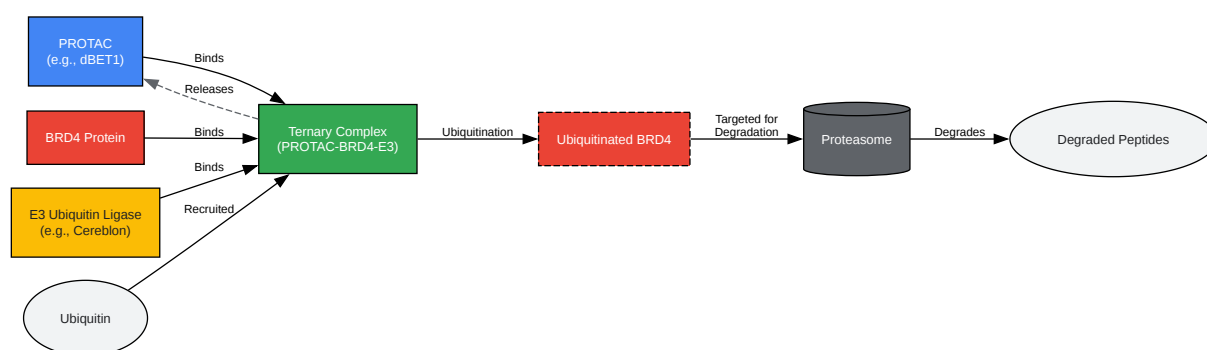 PROTAC
(e.g., dBET1)
Binds
Releases
BRD4 Protein
Binds
Ternary Complex
(PROTAC-BRD4-E3)
Ubiquitination
Ubiquitinated BRD4
Targeted for
Degradation
Proteasome
Degrades
Degraded Peptides
Binds
E3 Ubiquitin Ligase
(e.g., Cereblon)
Recruited
Ubiquitin